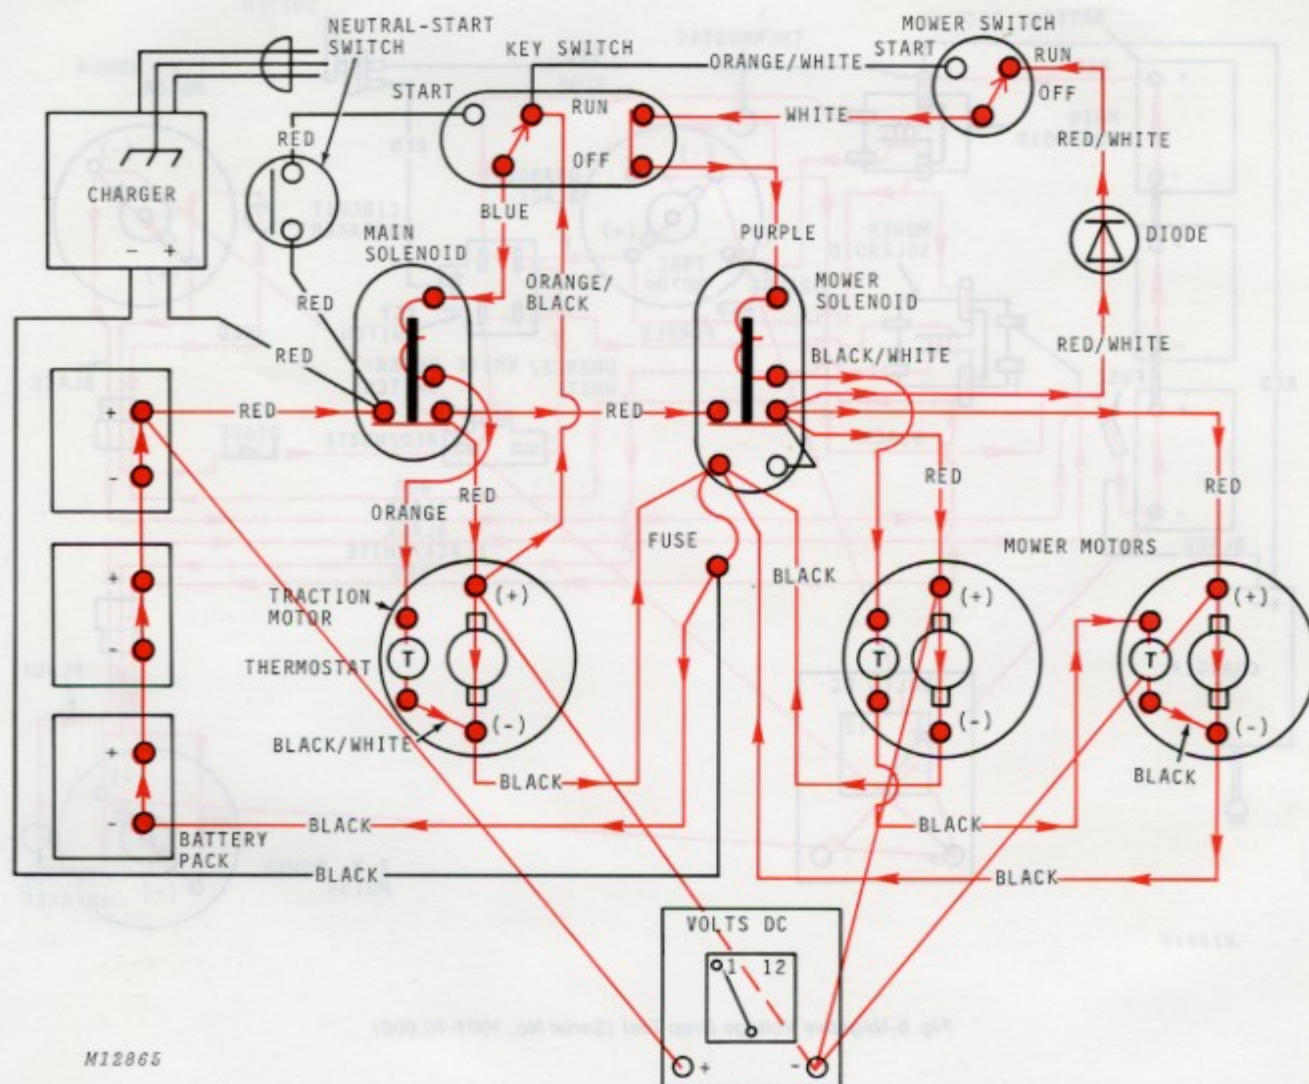 NEUTRAL-START
SWITCH
KEY SWITCH
MOWER SWITCH
START
RUN
ORANGE/WHITE
OFF
START
RUN
WHITE
RED
OFF
RED/WHITE
CHARGER
BLUE
MAIN
SOLENOID
PURPLE
DIODE
- +
ORANGE/
BLACK
MOWER
SOLENOID
RED
RED
BLACK/WHITE
RED/WHITE
+
RED
RED
-
RED
RED
RED
ORANGE
FUSE
MOWER MOTORS
BLACK
+
TRACTION
MOTOR
(+)
(+)
(+)
-
THERMOSTAT
T
T
T
(-)
(-)
(-)
+
BLACK/WHITE
BLACK
BLACK
-
BLACK
BLACK
BATTERY
PACK
BLACK
BLACK
VOLTS DC
1 12
+ -
M12865